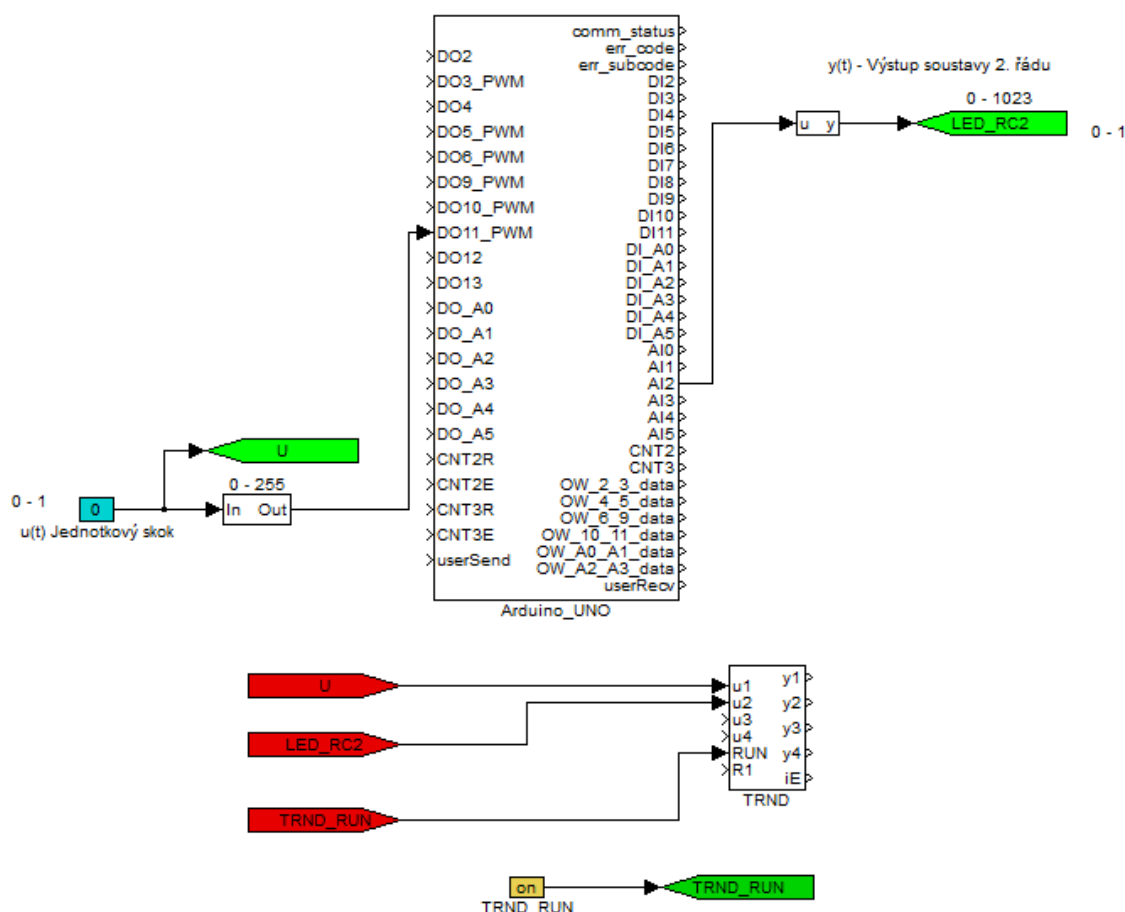 comm_status
err_code
err_subcode
DO2
DO3_PWM
DO4
DO5_PWM
DO6_PWM
DO9_PWM
DO10_PWM
DO11_PWM
DO12
DO13
DO_A0
DO_A1
DO_A2
DO_A3
DO_A4
DO_A5
CNT2R
CNT2E
CNT3R
CNT3E
userSend
DI2
DI3
DI4
DI5
DI6
DI7
DI8
DI9
DI10
DI11
DI_A0
DI_A1
DI_A2
DI_A3
DI_A4
DI_A5
AI0
AI1
AI2
AI3
AI4
AI5
CNT2
CNT3
OW_2_3_data
OW_4_5_data
OW_6_9_data
OW_10_11_data
OW_A0_A1_data
OW_A2_A3_data
userRecv
Arduino_UNO
y(t) - Výstup soustavy 2. řádu
0 - 1023
u y
LED_RC2
0 - 1
U
0 - 255
0 - 1
0
In Out
u(t) Jednotkový skok
U
LED_RC2
TRND_RUN
u1
u2
u3
u4
RUN
R1
y1
y2
y3
y4
iE
TRND
on
TRND_RUN
TRND_RUN